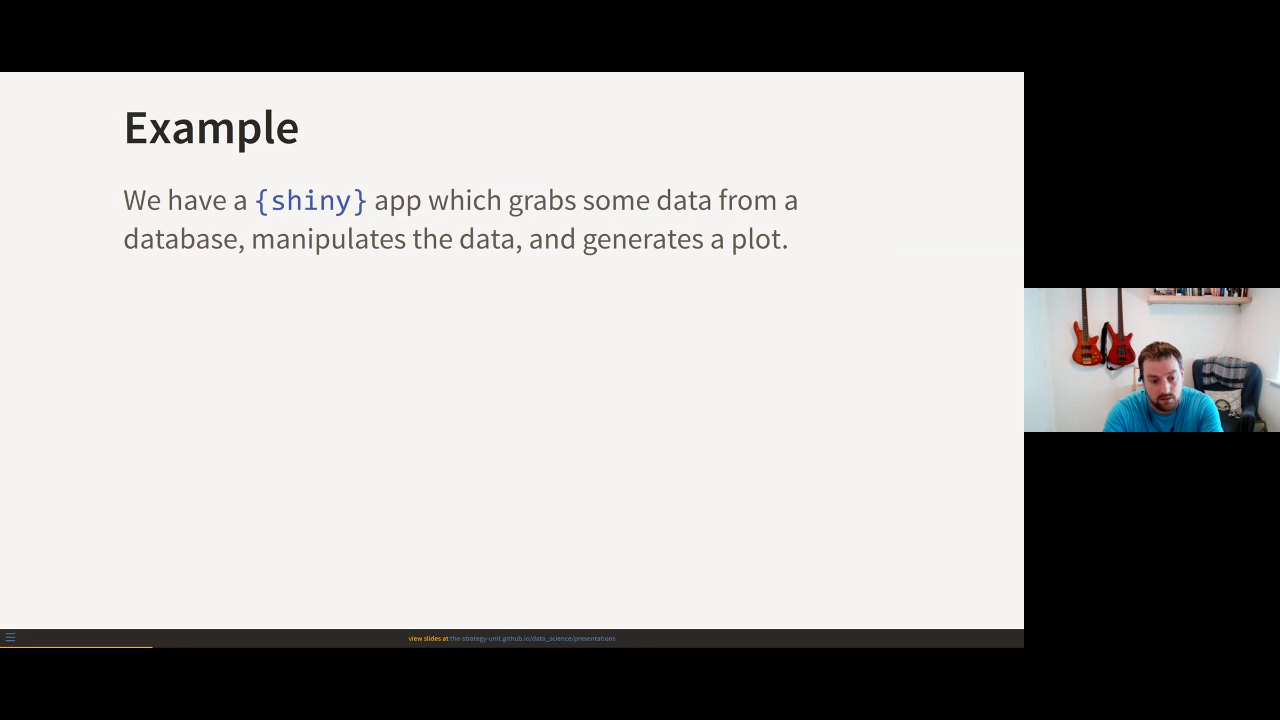 Example
We have a {shiny} app which grabs some data from a
database, manipulates the data, and generates a plot.
view slides at the-strategy-unit.github.io/data_science/presentations